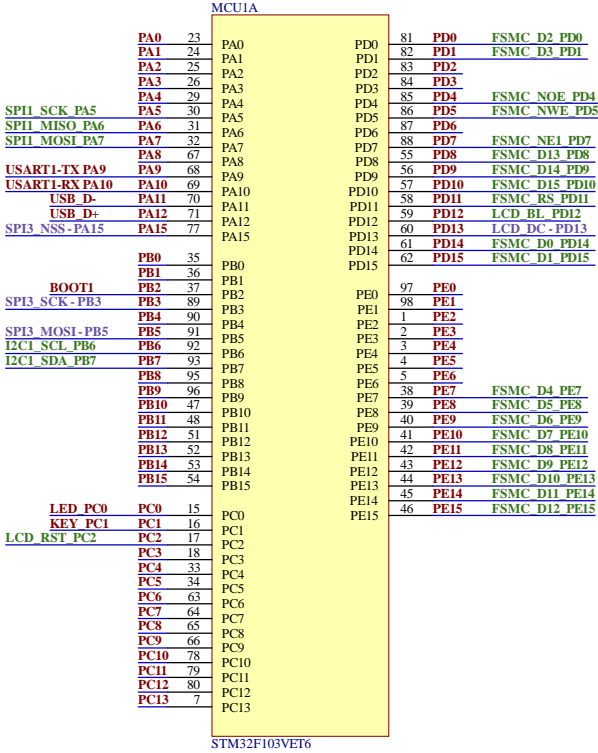 MCU1A
PA0 23 PA0 PD0 81 PD0 FSMC_D2_PD0
PA1 24 PA1 PD1 82 PD1 FSMC_D3_PD1
PA2 25 PA2 PD2 83 PD2
PA3 26 PA3 PD3 84 PD3
PA4 29 PA4 PD4 85 PD4 FSMC_NOE_PD4
SPI1_SCK_PA5 PA5 30 PA5 PD5 86 PD5 FSMC_NWE_PD5
SPI1_MISO_PA6 PA6 31 PA6 PD6 87 PD6
SPI1_MOSI_PA7 PA7 32 PA7 PD7 88 PD7 FSMC_NE1_PD7
PA8 67 PA8 PD8 55 PD8 FSMC_D13_PD8
USART1-TX PA9 PA9 68 PA9 PD9 56 PD9 FSMC_D14_PD9
USART1-RX PA10 PA10 69 PA10 PD10 57 PD10 FSMC_D15_PD10
USB_D- PA11 70 PA11 PD11 58 PD11 FSMC_RS_PD11
USB_D+ PA12 71 PA12 PD12 59 PD12 LCD_BL_PD12
SPI3_NSS-PA15 PA15 77 PA15 PD13 60 PD13 LCD_DC-PD13
PD14 61 PD14 FSMC_D0_PD14
PB0 35 PB0 PD15 62 PD15 FSMC_D1_PD15
PB1 36 PB1
BOOT1 PB2 37 PB2 PE0 97 PE0
SPI3_SCK-PB3 PB3 89 PB3 PE1 98 PE1
PB4 90 PB4 PE2 1 PE2
SPI3_MOSI-PB5 PB5 91 PB5 PE3 2 PE3
I2C1_SCL_PB6 PB6 92 PB6 PE4 3 PE4
I2C1_SDA_PB7 PB7 93 PB7 PE5 4 PE5
PB8 95 PB8 PE6 5 PE6
PB9 96 PB9 PE7 38 PE7 FSMC_D4_PE7
PB10 47 PB10 PE8 39 PE8 FSMC_D5_PE8
PB11 48 PB11 PE9 40 PE9 FSMC_D6_PE9
PB12 51 PB12 PE10 41 PE10 FSMC_D7_PE10
PB13 52 PB13 PE11 42 PE11 FSMC_D8_PE11
PB14 53 PB14 PE12 43 PE12 FSMC_D9_PE12
PB15 54 PB15 PE13 44 PE13 FSMC_D10_PE13
PE14 45 PE14 FSMC_D11_PE14
LED_PC0 PC0 15 PC0 PE15 46 PE15 FSMC_D12_PE15
KEY_PC1 PC1 16 PC1
LCD_RST_PC2 PC2 17 PC2
PC3 18 PC3
PC4 33 PC4
PC5 34 PC5
PC6 63 PC6
PC7 64 PC7
PC8 65 PC8
PC9 66 PC9
PC10 78 PC10
PC11 79 PC11
PC12 80 PC12
PC13 7 PC13
STM32F103VET6